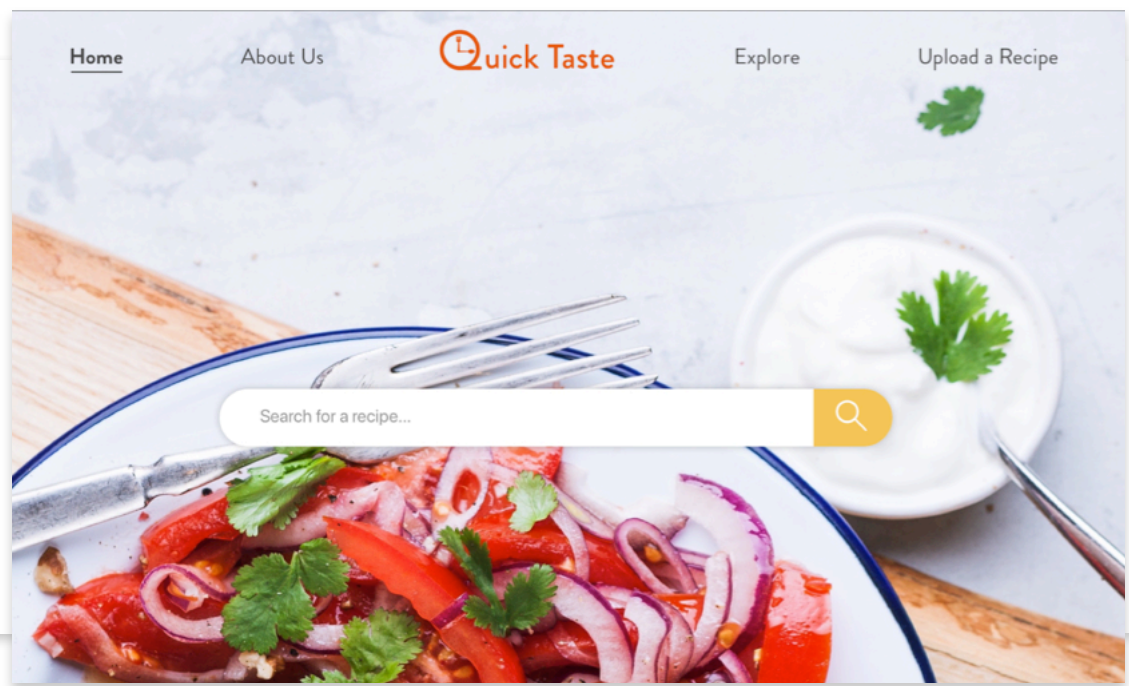 Home
About Us
Quick Taste
Explore
Upload a Recipe
Search for a recipe...